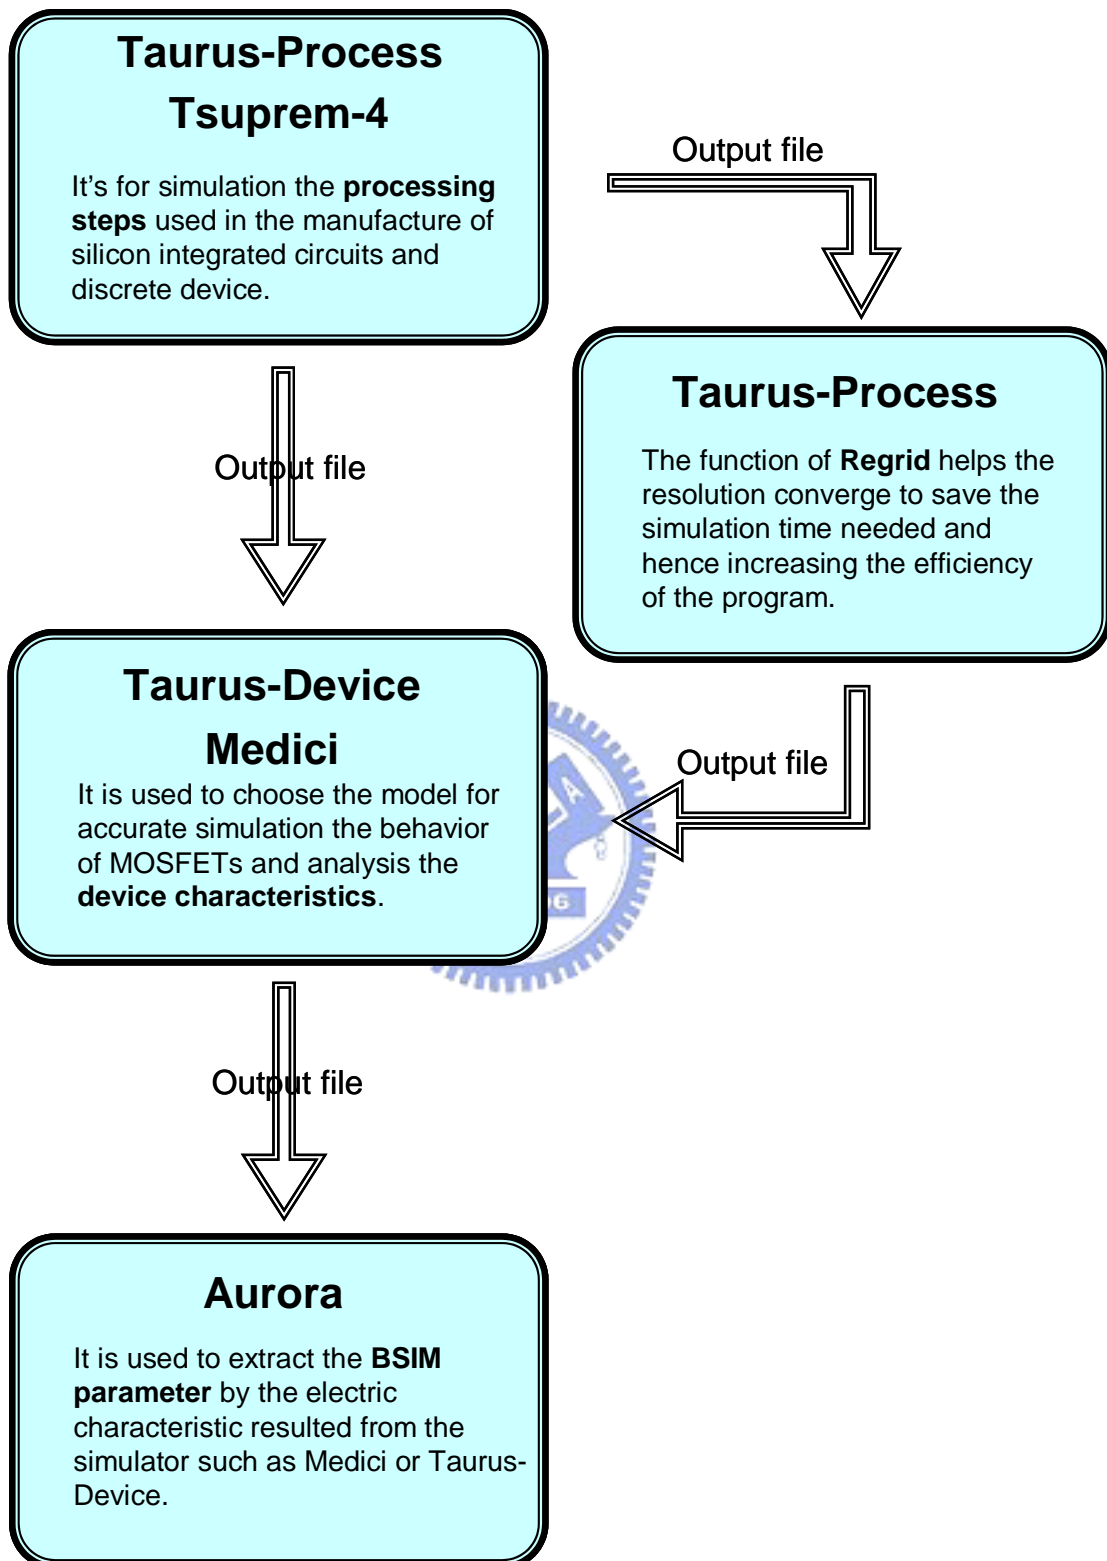 Taurus-Process
Tsuprem-4
It's for simulation the processing
steps used in the manufacture of
silicon integrated circuits and
discrete device.
Output file
Output file
Taurus-Process
The function of Regrid helps the
resolution converge to save the
simulation time needed and
hence increasing the efficiency
of the program.
Taurus-Device
Medici
It is used to choose the model for
accurate simulation the behavior
of MOSFETs and analysis the
device characteristics.
Output file
Output file
Aurora
It is used to extract the BSIM
parameter by the electric
characteristic resulted from the
simulator such as Medici or Taurus-
Device.